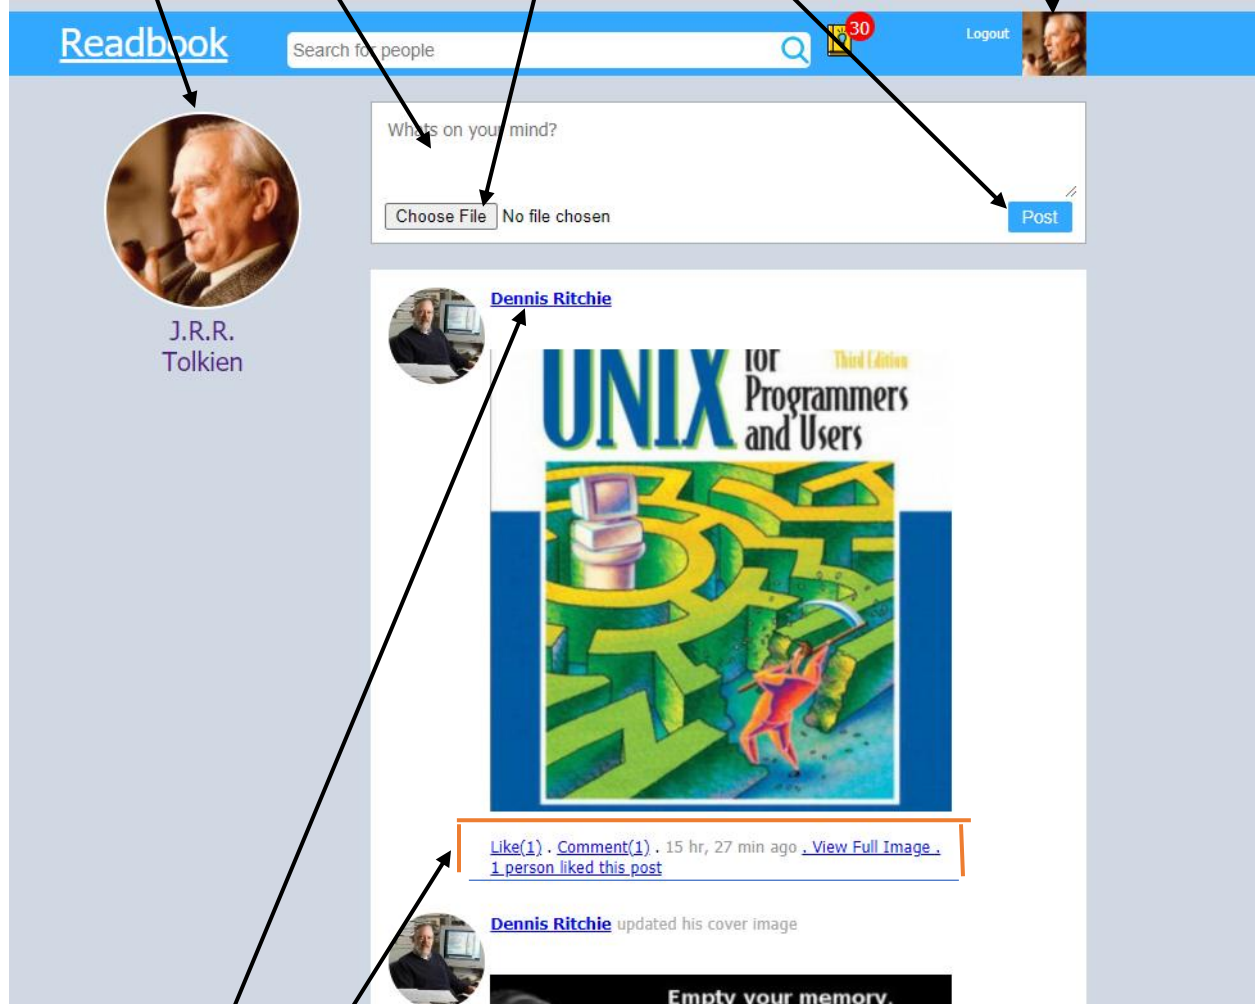 Readbook
Search for people
30
Logout
Whats on your mind?
Choose File No file chosen
Post
J.R.R.
Tolkien
Dennis Ritchie
UNIX for Third Edition
Programmers
and Users
Like(1) . Comment(1) . 15 hr, 27 min ago . View Full Image .
1 person liked this post
Dennis Ritchie updated his cover image
Empty your memory,